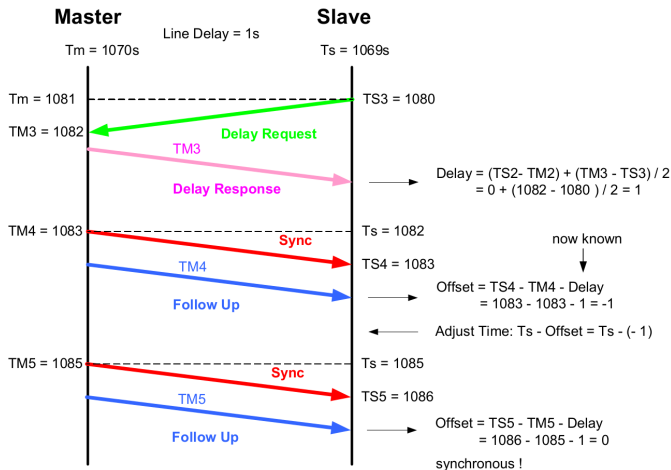 Master
Slave
Line Delay = 1s
Tm = 1070s
Ts = 1069s
Tm = 1081
TS3 = 1080
TM3 = 1082
Delay Request
TM3
Delay Response
Delay = (TS2- TM2) + (TM3 - TS3) / 2
= 0 + (1082 - 1080 ) / 2 = 1
TM4 = 1083
Ts = 1082
Sync
now known
TS4 = 1083
TM4
Follow Up
Offset = TS4 - TM4 - Delay
= 1083 - 1083 - 1 = -1
Adjust Time: Ts - Offset = Ts - (- 1)
TM5 = 1085
Ts = 1085
Sync
TS5 = 1086
TM5
Follow Up
Offset = TS5 - TM5 - Delay
= 1086 - 1085 - 1 = 0
synchronous !